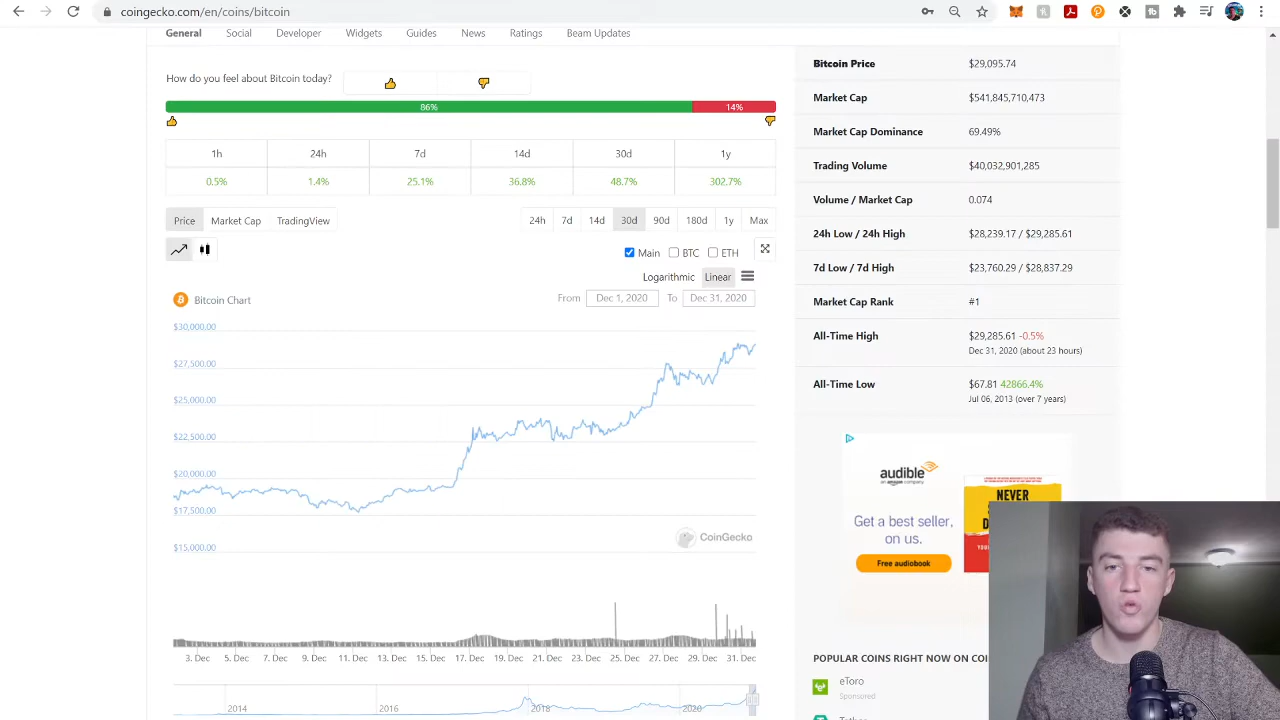 coingecko.com/en/coins/bitcoin
General Social Developer Widgets Guides News Ratings Beam Updates
How do you feel about Bitcoin today?
86% 14%
1h 24h 7d 14d 30d 1y
0.5% 1.4% 25.1% 36.8% 48.7% 302.7%
Price Market Cap TradingView 24h 7d 14d 30d 90d 180d 1y Max
Main BTC ETH
Logarithmic Linear
Bitcoin Chart From Dec 1, 2020 To Dec 31, 2020
$30,000.00
$27,500.00
$25,000.00
$22,500.00
$20,000.00
$17,500.00
$15,000.00
CoinGecko
3. Dec 5. Dec 7. Dec 9. Dec 11. Dec 13. Dec 15. Dec 17. Dec 19. Dec 21. Dec 23. Dec 25. Dec 27. Dec 29. Dec 31. Dec
2014 2016 2018 2020
Bitcoin Price $29,095.74
Market Cap $541,845,710,473
Market Cap Dominance 69.49%
Trading Volume $40,032,901,285
Volume / Market Cap 0.074
24h Low / 24h High $28,239.17 / $29,285.61
7d Low / 7d High $23,760.29 / $28,837.29
Market Cap Rank #1
All-Time High $29,285.61 -0.5%
Dec 31, 2020 (about 23 hours)
All-Time Low $67.81 42866.4%
Jul 06, 2013 (over 7 years)
audible
an amazon company
Get a best seller,
on us.
Free audiobook
NEVER
POPULAR COINS RIGHT NOW ON
eToro
Sponsored